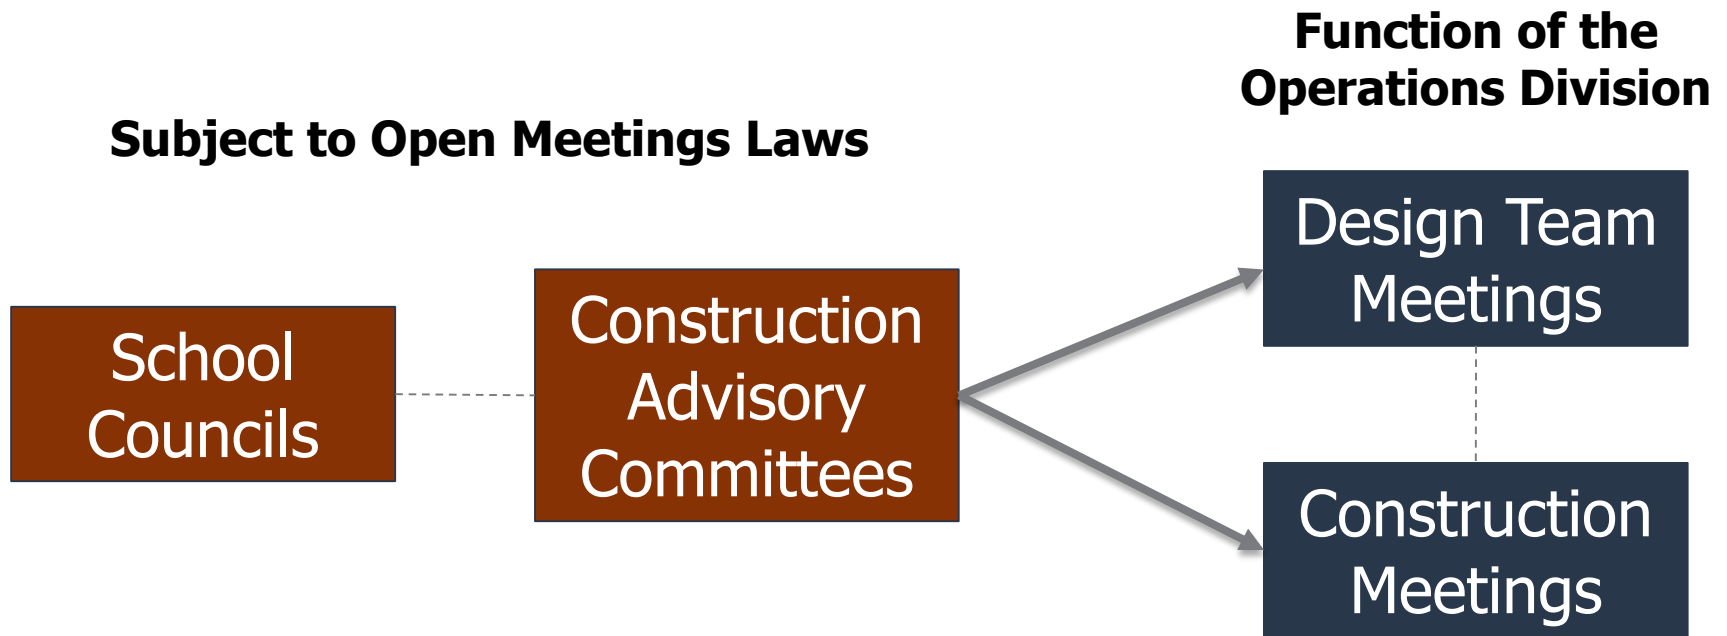 Function of the
Operations Division
Subject to Open Meetings Laws
School
Councils
Construction
Advisory
Committees
Design Team
Meetings
Construction
Meetings